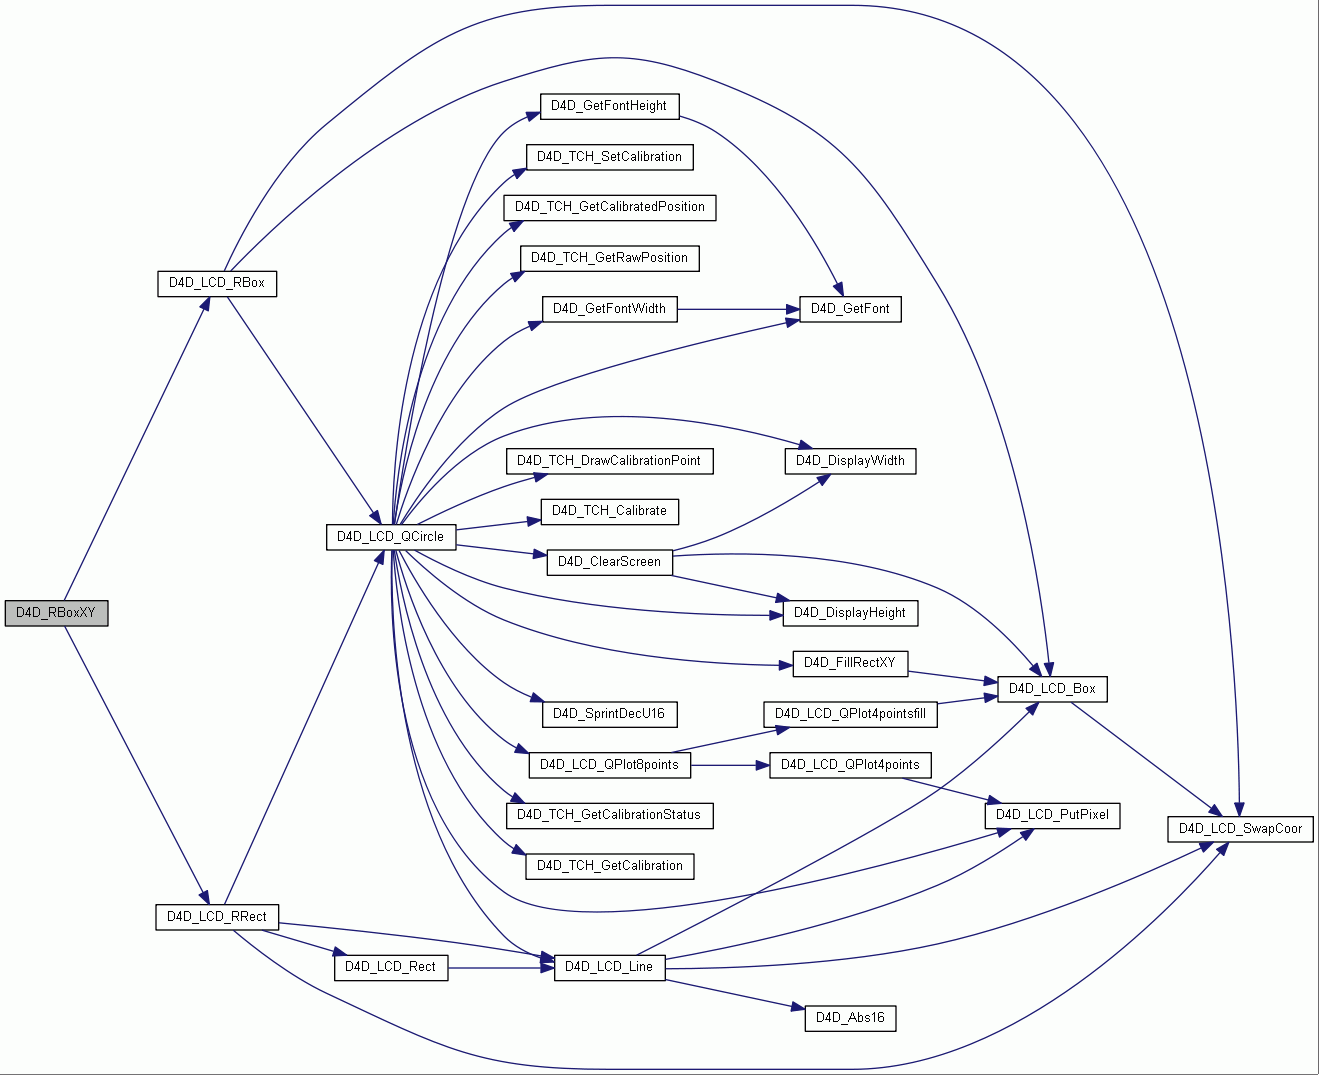 D4D_GetFontHeight
D4D_TCH_SetCalibration
D4D_TCH_GetCalibratedPosition
D4D_TCH_GetRawPosition
D4D_LCD_RBox
D4D_GetFontWidth
D4D_GetFont
D4D_TCH_DrawCalibrationPoint
D4D_DisplayWidth
D4D_TCH_Calibrate
D4D_LCD_QCircle
D4D_ClearScreen
D4D_RBoxXY
D4D_DisplayHeight
D4D_FillRectXY
D4D_LCD_Box
D4D_SprintDecU16
D4D_LCD_QPlot4pointsfill
D4D_LCD_QPlot8points
D4D_LCD_QPlot4points
D4D_TCH_GetCalibrationStatus
D4D_LCD_PutPixel
D4D_LCD_SwapCoor
D4D_TCH_GetCalibration
D4D_LCD_RRect
D4D_LCD_Rect
D4D_LCD_Line
D4D_Abs16